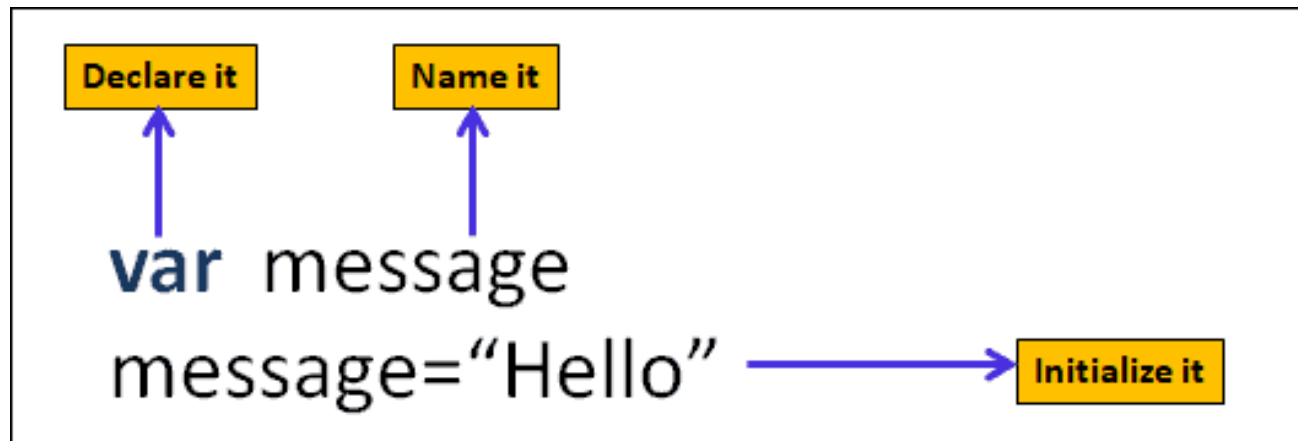 Declare it
Name it
var message
message=“Hello”
Initialize it